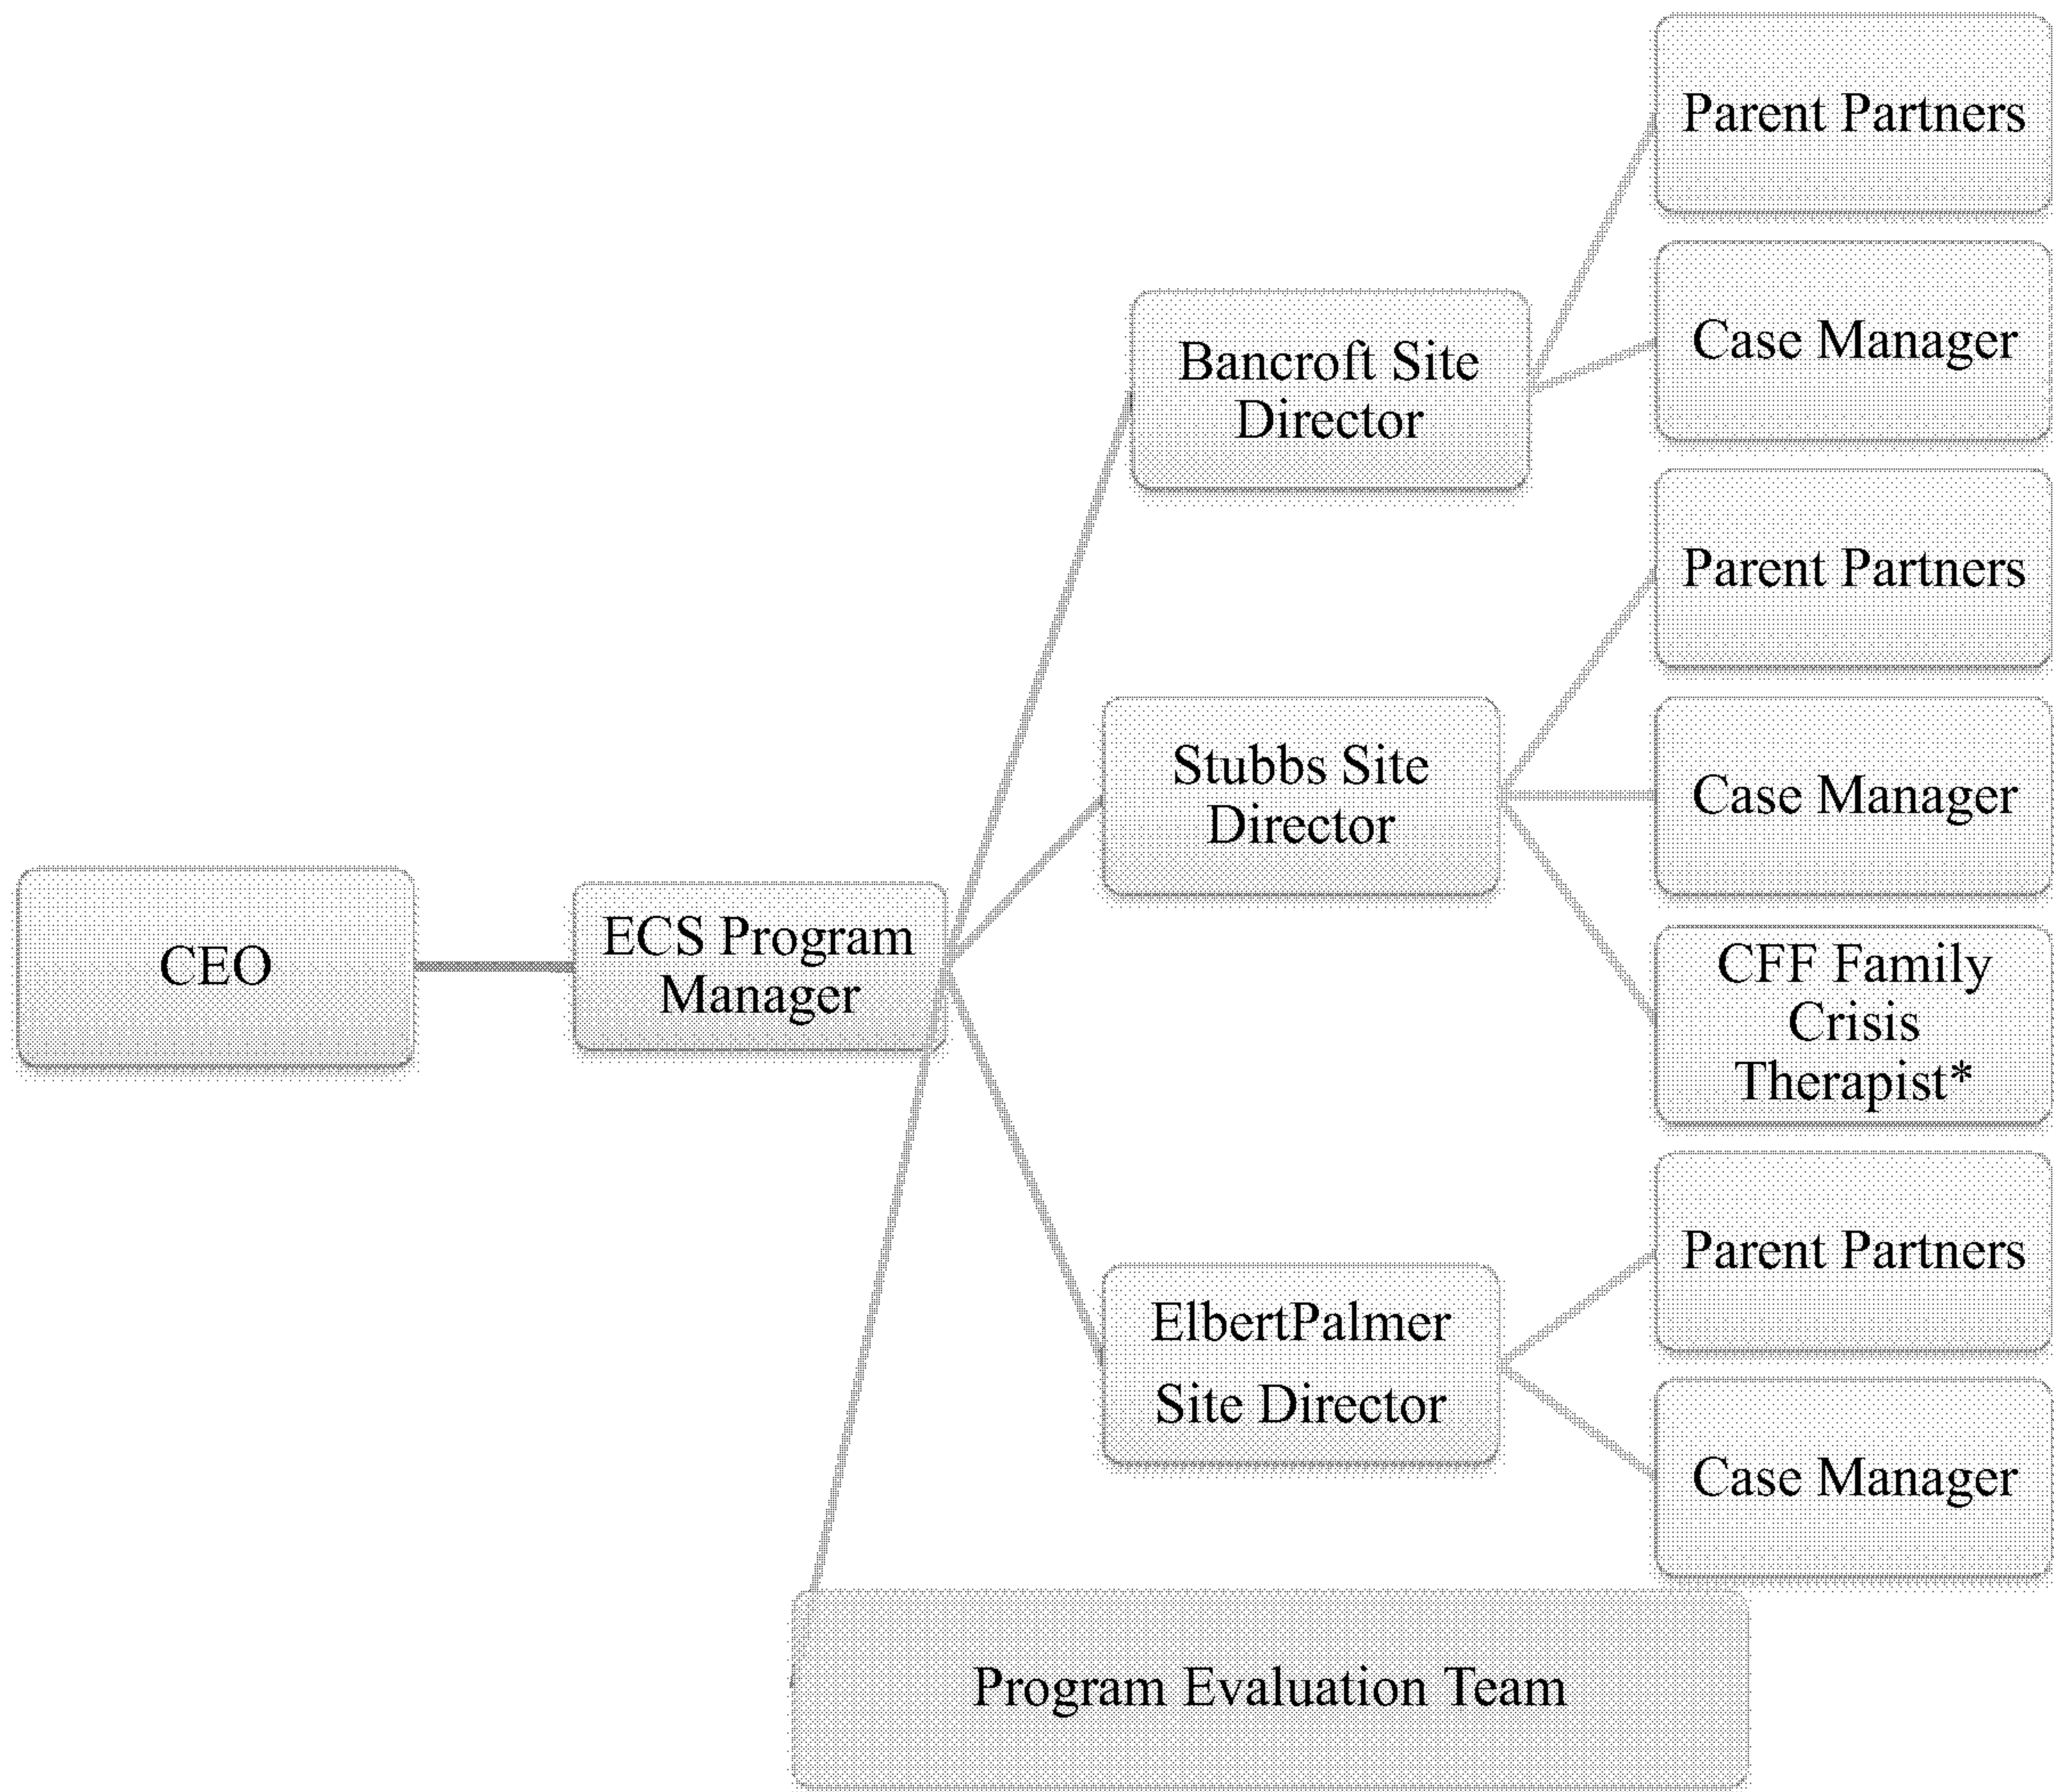 CEO
ECS Program
Manager
Bancroft Site
Director
Parent Partners
Case Manager
Stubbs Site
Director
Parent Partners
Case Manager
CFF Family
Crisis
Therapist*
ElbertPalmer
Site Director
Parent Partners
Case Manager
Program Evaluation Team